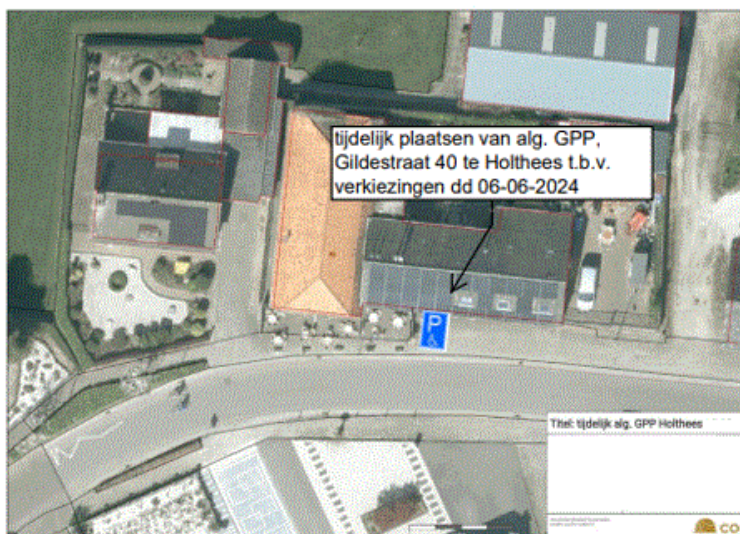 tijdelijk plaatsen van alg. GPP,
Gildestraat 40 te Holthees t.b.v.
verkiezingen dd 06-06-2024
P
Titel: tijdelijk alg. GPP Holthees
CO